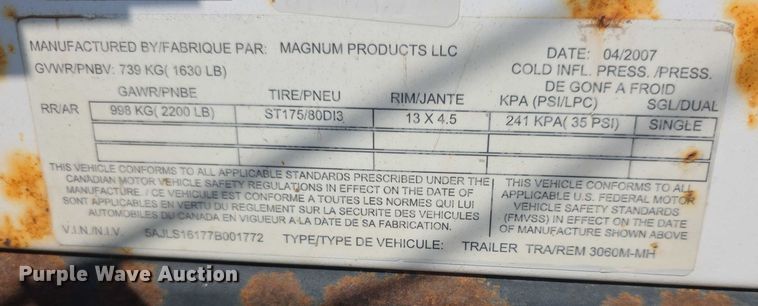 MANUFACTURED BY/FABRIQUE PAR: MAGNUM PRODUCTS LLC
DATE: 04/2007
GVWR/PNBV: 739 KG( 1630 LB)
COLD INFL. PRESS. /PRESS.
DE GONF A FROID
GAWR/PNBE TIRE/PNEU RIM/JANTE KPA (PSI/LPC) SGL/DUAL
RR/AR 998 KG( 2200 LB) ST175/80DI3 13 X 4.5 241 KPA( 35 PSI) SINGLE
THIS VEHICLE CONFORMS TO ALL APPLICABLE STANDARDS PRESCRIBED UNDER THE
CANADIAN MOTOR VEHICLE SAFETY REGULATIONS IN EFFECT ON THE DATE OF
MANUFACTURE. / CE VEHICULE EST CONFORME A TOUTES LES NORMES QUI LUI
SONT APPLICABLES EN VERTU DU REGLEMENT SUR LA SECURITE DES VEHICULES
AUTOMOBILES DU CANADA EN VIGUEUR A LA DATE DE SA FABRICATION.
THIS VEHICLE CONFORMS TO ALL
APPLICABLE U.S. FEDERAL MOTOR
VEHICLE SAFETY STANDARDS
(FMVSS) IN EFFECT ON THE DATE
OF MANUFACTURE SHOWN ABOVE
V.I.N./N.I.V. 5AJLS16177B001772 TYPE/TYPE DE VEHICULE: TRAILER TRA/REM 3060M-MH
Purple Wave Auction